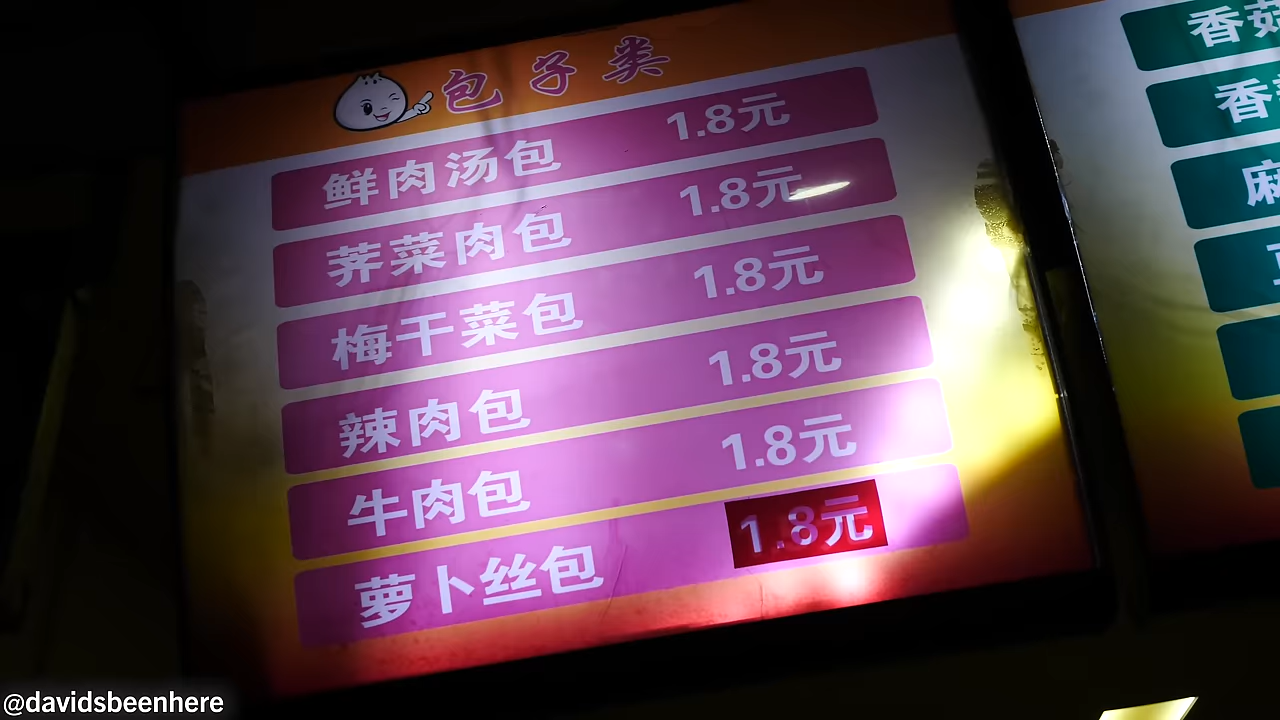 包子类
鲜肉汤包 1.8元
荠菜肉包 1.8元
梅干菜包 1.8元
辣肉包 1.8元
牛肉包 1.8元
萝卜丝包 1.8元
香菇
香
麻
@davidsbeenhere